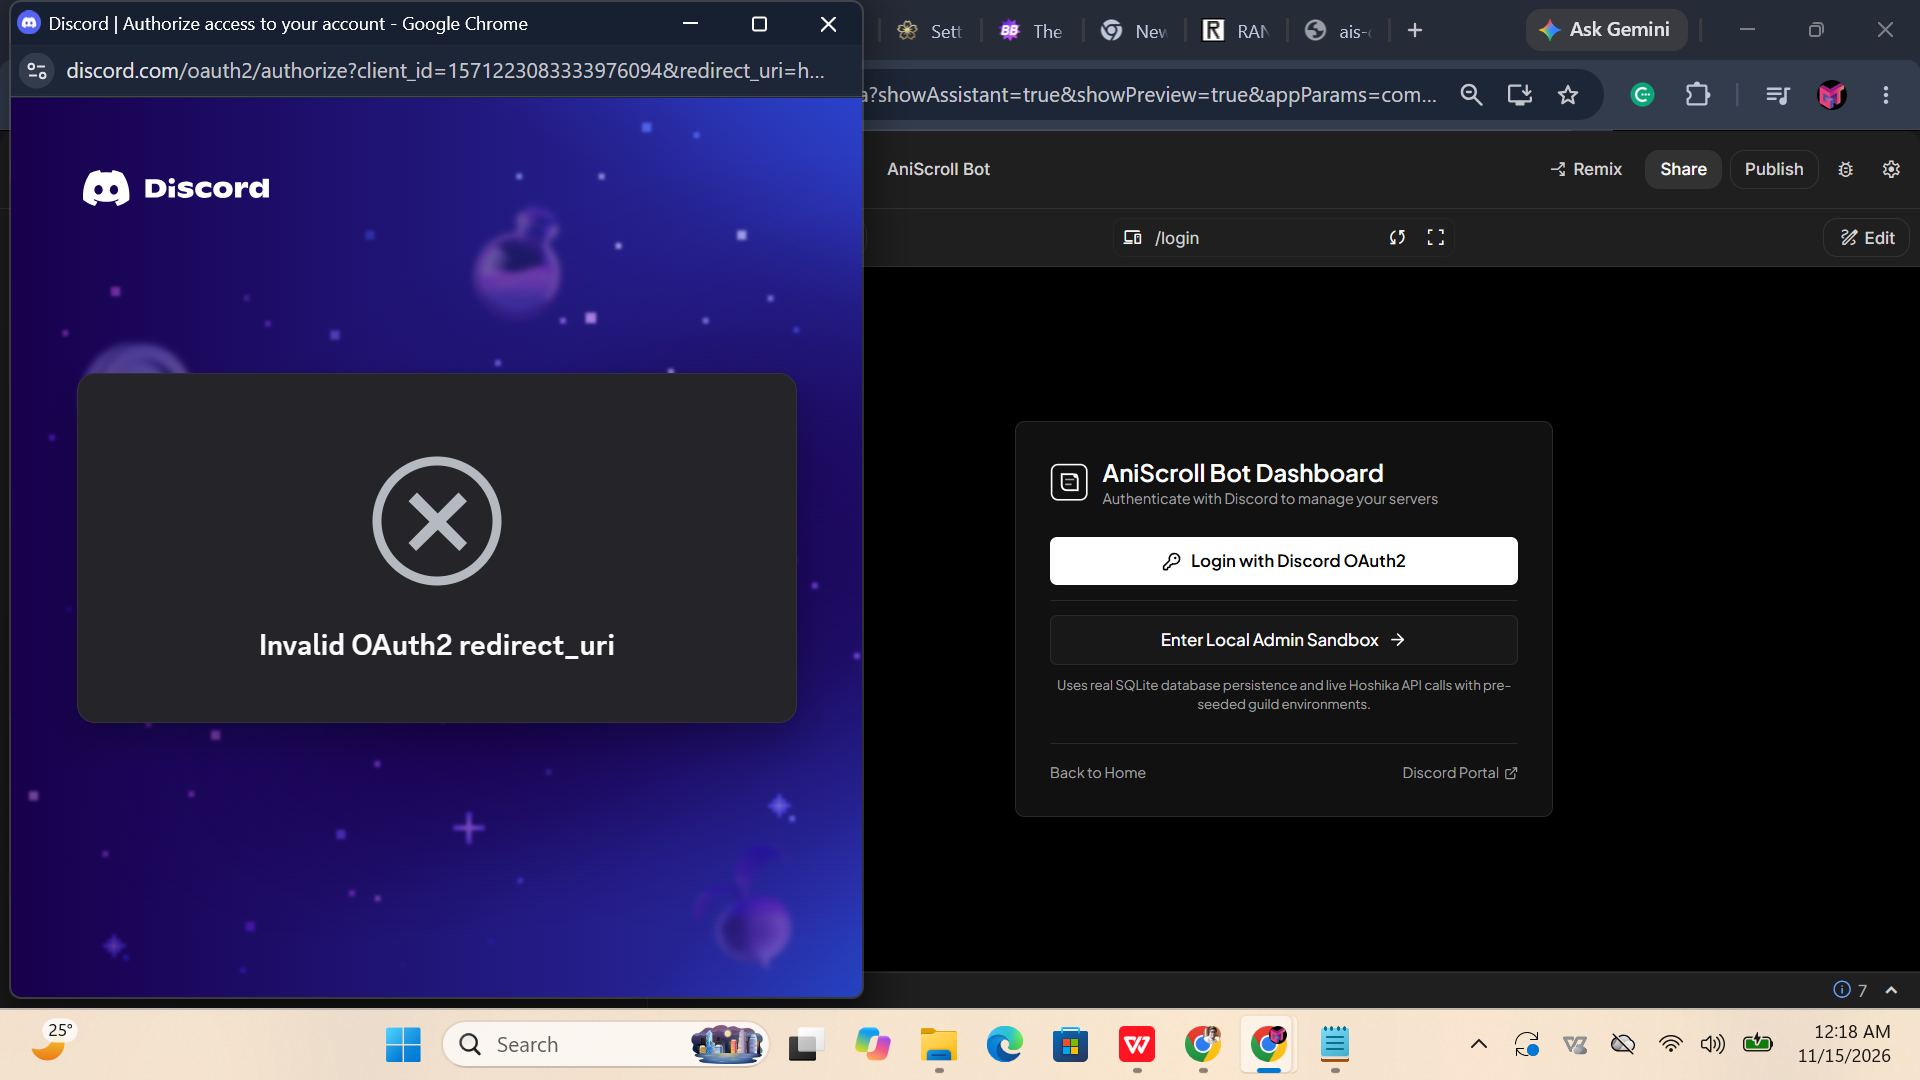 Discord | Authorize access to your account - Google Chrome
discord.com/oauth2/authorize?client_id=1571223083333976094&redirect_uri=h...
Discord
Invalid OAuth2 redirect_uri
Sett
BB The
New
R RAN
ais-
Ask Gemini
a?showAssistant=true&showPreview=true&appParams=com...
AniScroll Bot
Remix
Share
Publish
/login
Edit
AniScroll Bot Dashboard
Authenticate with Discord to manage your servers
Login with Discord OAuth2
Enter Local Admin Sandbox
Uses real SQLite database persistence and live Hoshika API calls with pre-
seeded guild environments.
Back to Home
Discord Portal
7
25°
Search
12:18 AM
11/15/2026